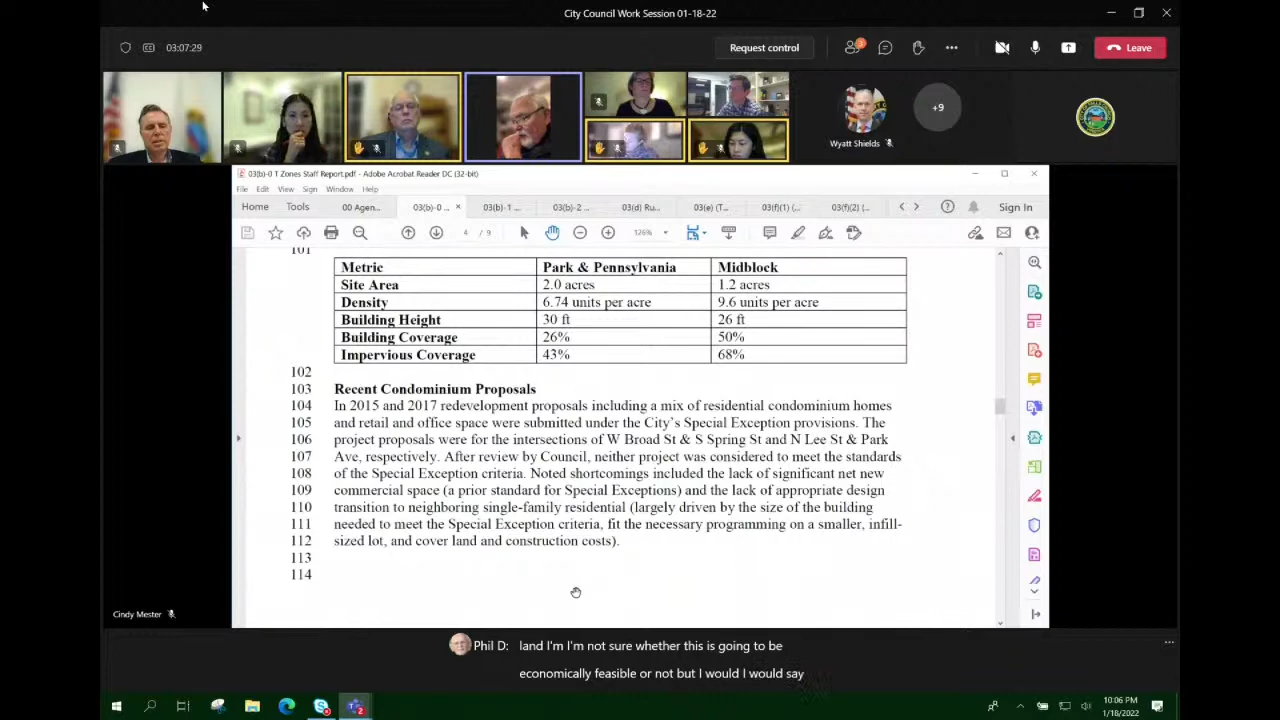 City Council Work Session 01-18-22
03:07:29
Request control
3
Leave
+9
Wyatt Shields
03(b)-0 T Zones Staff Report.pdf - Adobe Acrobat Reader DC (32-bit)
File Edit View Sign Window Help
Home Tools 00 Agen... 03(b)-0 ... 03(b)-1 ... 03(b)-2 ... 03(d) Ru... 03(e) (T... 03(f)(1) (... 03(f)(2) (... Sign In
4 / 9 126%
101
Metric Park & Pennsylvania Midblock
Site Area 2.0 acres 1.2 acres
Density 6.74 units per acre 9.6 units per acre
Building Height 30 ft 26 ft
Building Coverage 26% 50%
Impervious Coverage 43% 68%
102
103 Recent Condominium Proposals
104 In 2015 and 2017 redevelopment proposals including a mix of residential condominium homes
105 and retail and office space were submitted under the City's Special Exception provisions. The
106 project proposals were for the intersections of W Broad St & S Spring St and N Lee St & Park
107 Ave, respectively. After review by Council, neither project was considered to meet the standards
108 of the Special Exception criteria. Noted shortcomings included the lack of significant net new
109 commercial space (a prior standard for Special Exceptions) and the lack of appropriate design
110 transition to neighboring single-family residential (largely driven by the size of the building
111 needed to meet the Special Exception criteria, fit the necessary programming on a smaller, infill-
112 sized lot, and cover land and construction costs).
113
114
Cindy Mester
Phil D: land I'm I'm not sure whether this is going to be
economically feasible or not but I would I would say
10:06 PM
1/18/2022